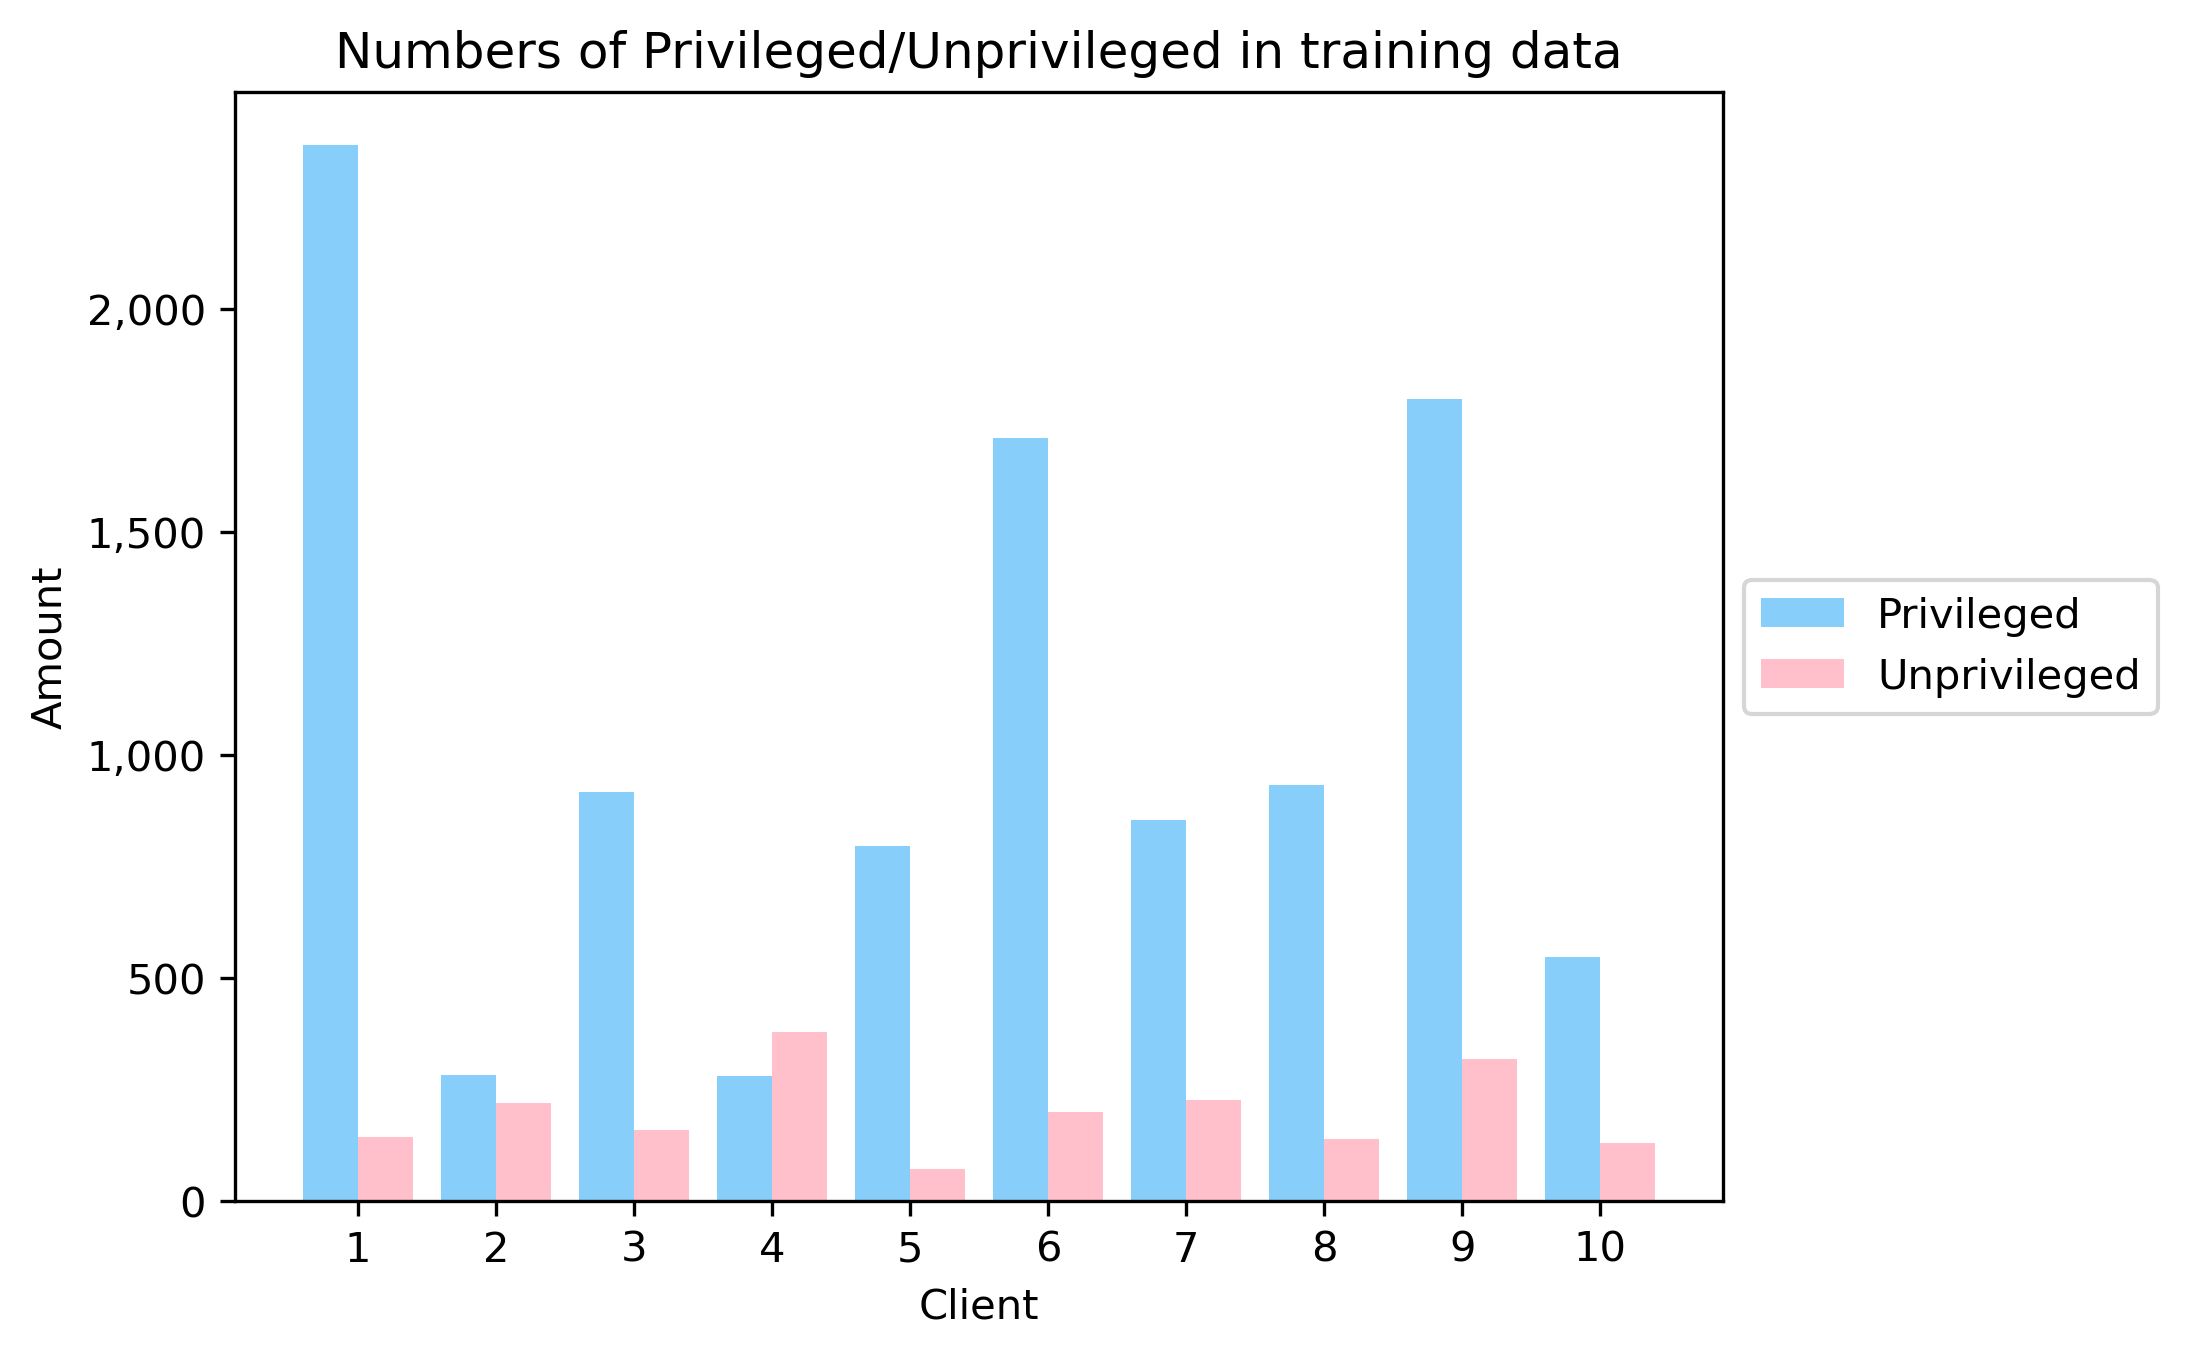 Numbers of Privileged/Unprivileged in training data
2,000
1,500
1,000
500
0
Amount
1 2 3 4 5 6 7 8 9 10
Client
Privileged
Unprivileged